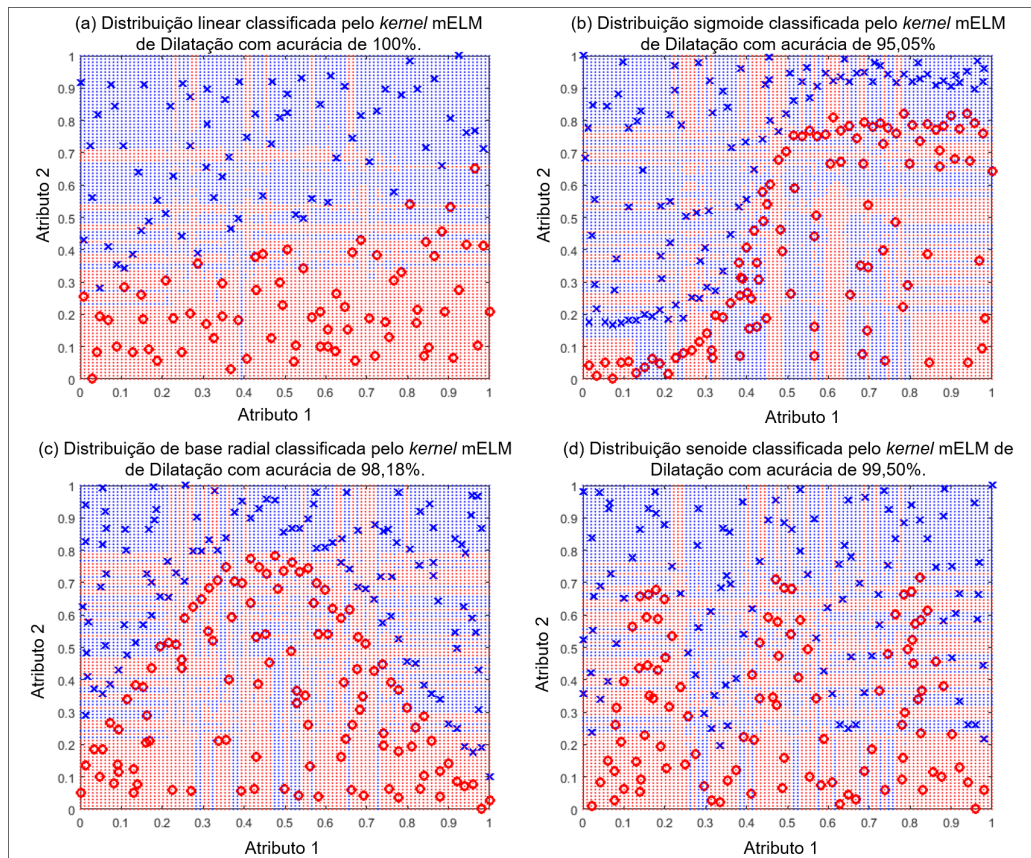 (a) Distribuição linear classificada pelo kernel mELM
de Dilatação com acurácia de 100%.
1
0.9
0.8
0.7
0.6
0.5
0.4
0.3
0.2
0.1
0
Atributo 2
0 0.1 0.2 0.3 0.4 0.5 0.6 0.7 0.8 0.9 1
Atributo 1
(b) Distribuição sigmoide classificada pelo kernel mELM
de Dilatação com acurácia de 95,05%
1
0.9
0.8
0.7
0.6
0.5
0.4
0.3
0.2
0.1
0
Atributo 2
0 0.1 0.2 0.3 0.4 0.5 0.6 0.7 0.8 0.9 1
Atributo 1
(c) Distribuição de base radial classificada pelo kernel mELM
de Dilatação com acurácia de 98,18%.
1
0.9
0.8
0.7
0.6
0.5
0.4
0.3
0.2
0.1
0
Atributo 2
0 0.1 0.2 0.3 0.4 0.5 0.6 0.7 0.8 0.9 1
Atributo 1
(d) Distribuição senoide classificada pelo kernel mELM de
Dilatação com acurácia de 99,50%.
1
0.9
0.8
0.7
0.6
0.5
0.4
0.3
0.2
0.1
0
Atributo 2
0 0.1 0.2 0.3 0.4 0.5 0.6 0.7 0.8 0.9 1
Atributo 1